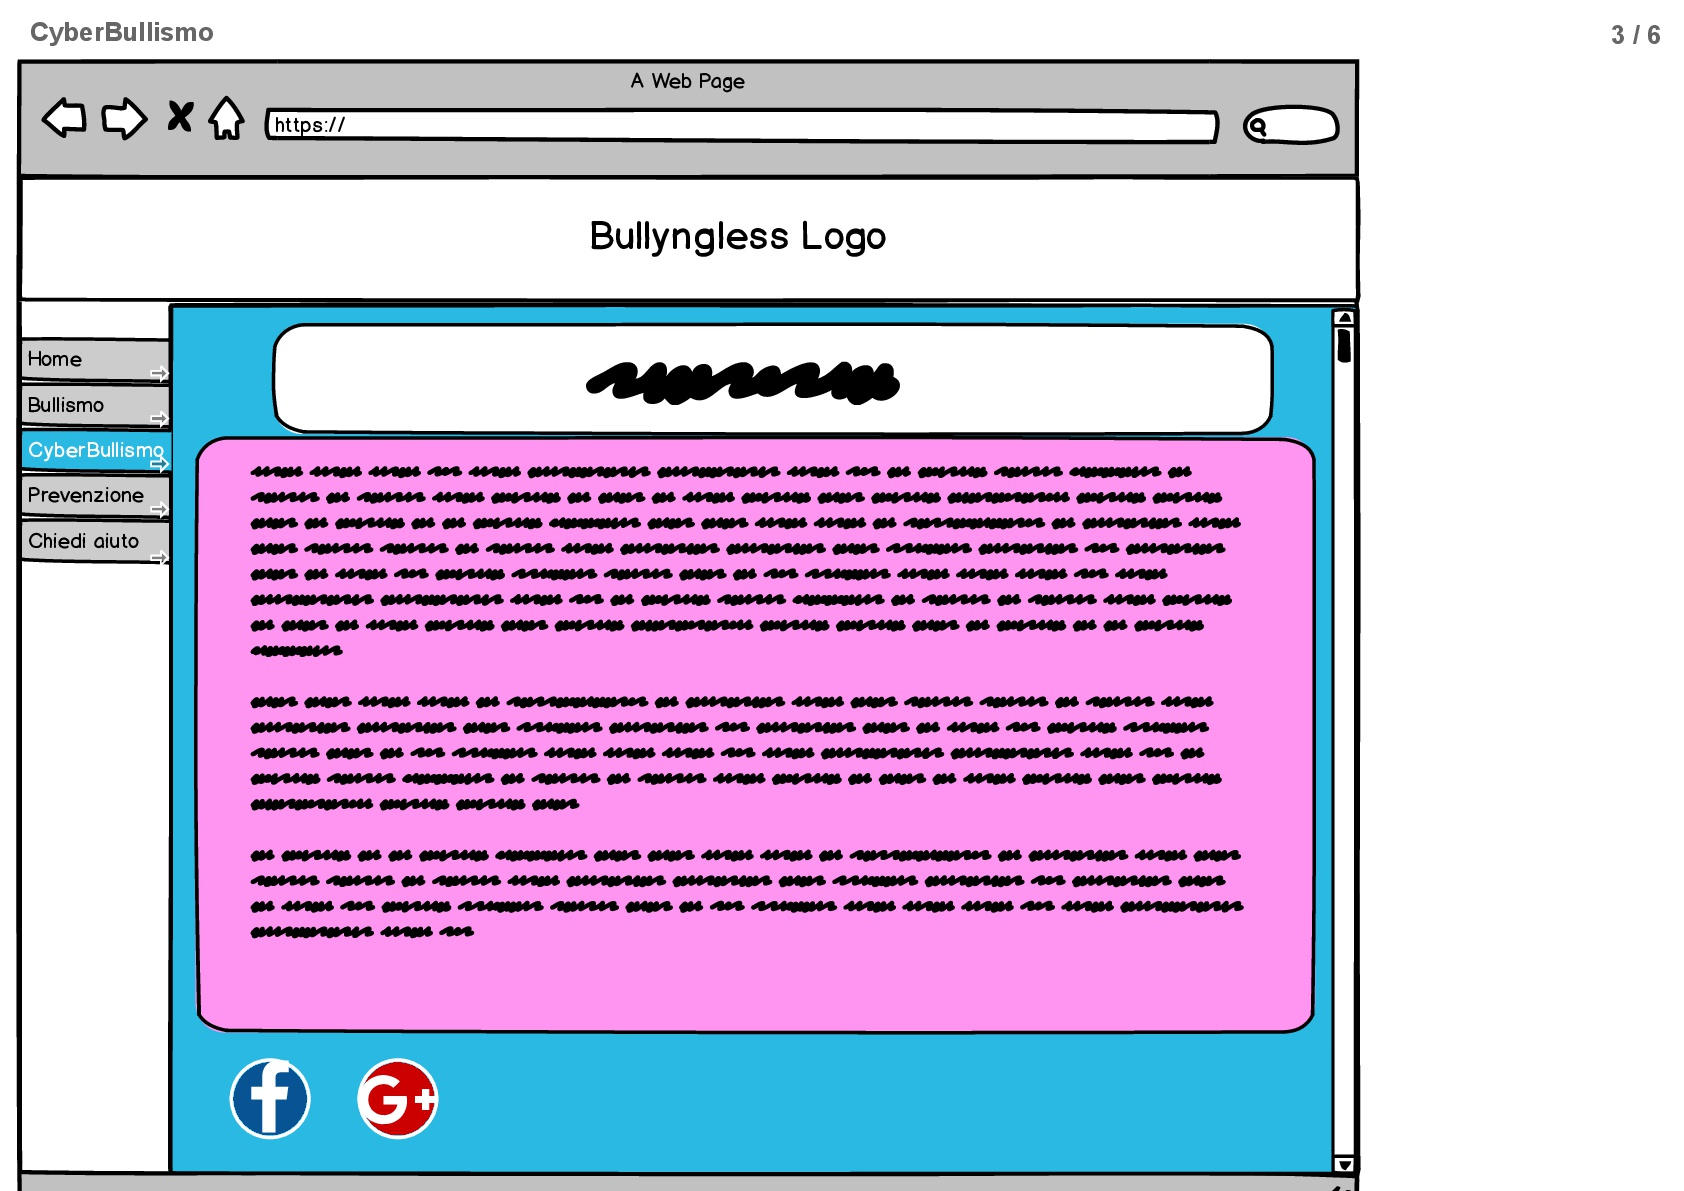 CyberBullismo
3 / 6
A Web Page
https://
Bullyngless Logo
Home
Bullismo
CyberBullismo
Prevenzione
Chiedi aiuto
f
G+